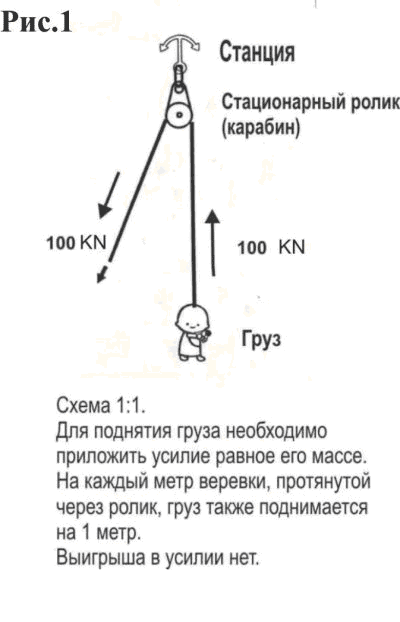 Рис.1
Станция
Стационарный ролик
(карабин)
100 KN
100 KN
Груз
Схема 1:1.
Для поднятия груза необходимо
приложить усилие равное его массе.
На каждый метр веревки, протянутой
через ролик, груз также поднимается
на 1 метр.
Выигрыша в усилии нет.